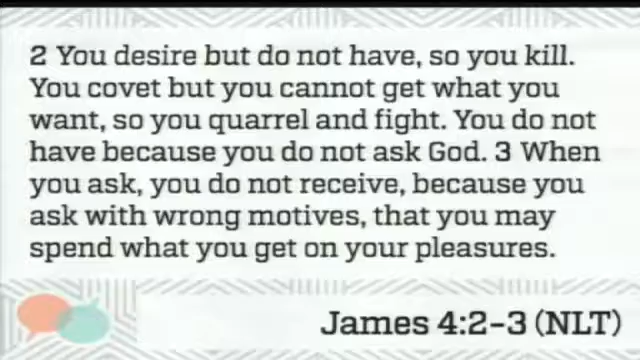 2 You desire but do not have, so you kill.
You covet but you cannot get what you
want, so you quarrel and fight. You do not
have because you do not ask God. 3 When
you ask, you do not receive, because you
ask with wrong motives, that you may
spend what you get on your pleasures.
James 4:2–3 (NLT)